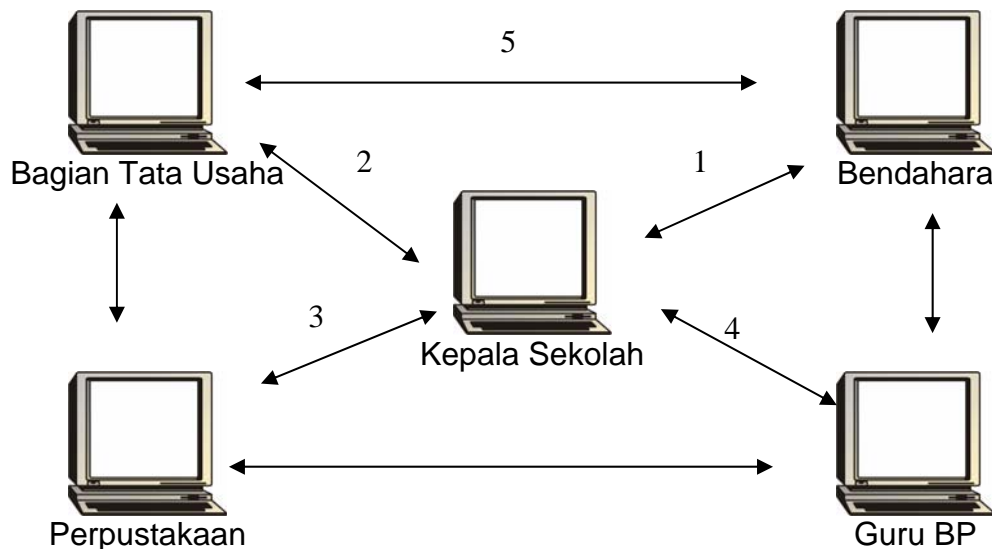 5
Bagian Tata Usaha
2
1
Bendahara
3
Kepala Sekolah
4
Perpustakaan
Guru BP